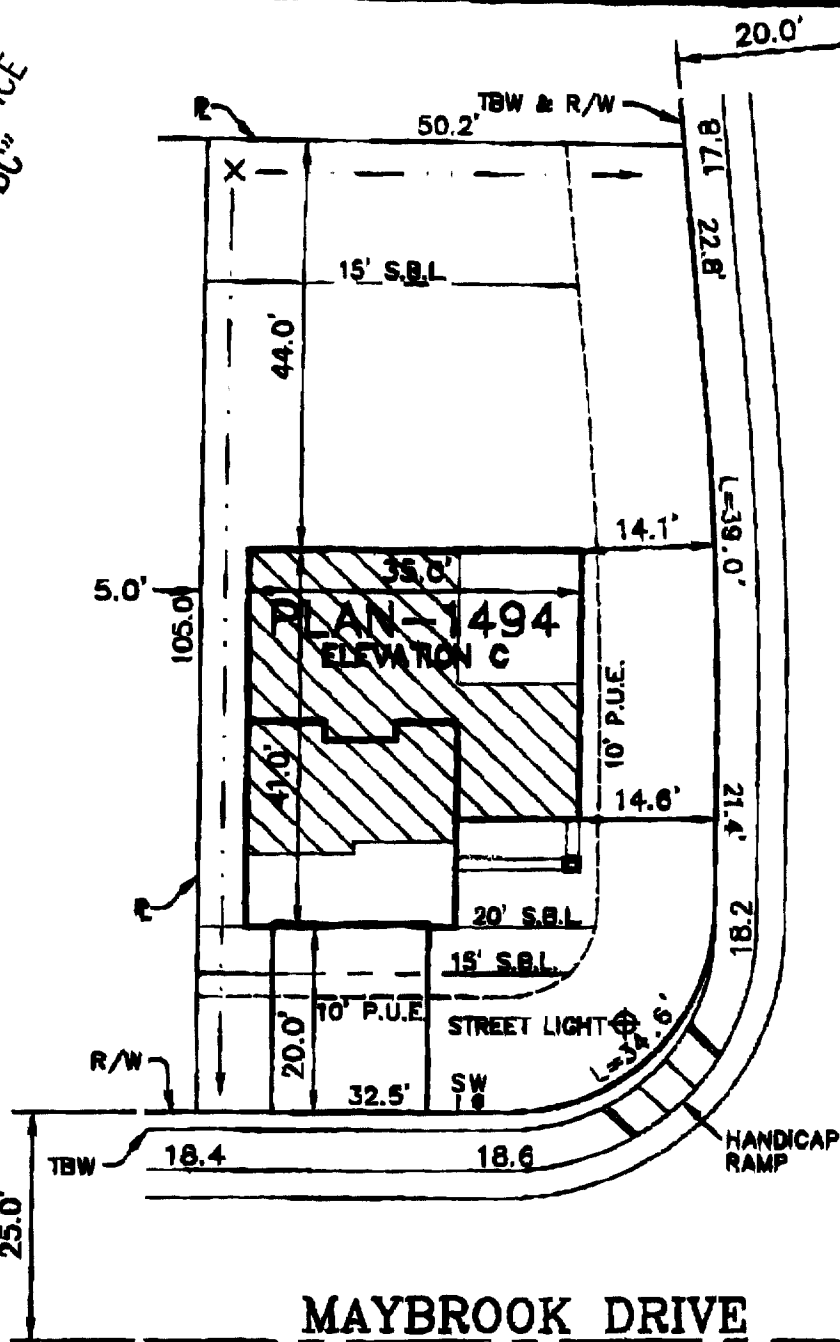 20.0'
℄ TBW & R/W
50.2'
17.8
22.8'
15' S.B.L.
44.0'
L=39.0'
14.1'
35.0'
5.0'
105.0'
PLAN-1494
ELEVATION C
10' P.U.E.
41.0'
14.6'
21.4'
20' S.B.L.
18.2
15' S.B.L.
10' P.U.E.
20.0'
STREET LIGHT
R/W
32.5'
SW
HANDICAP
RAMP
TBW
18.4
18.6
25.0'
MAYBROOK DRIVE